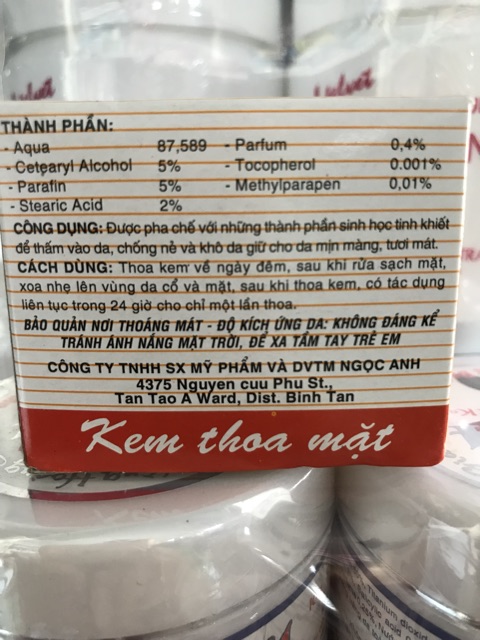 THÀNH PHẦN:
- Aqua 87,589 - Parfum 0,4%
- Cetearyl Alcohol 5% - Tocopherol 0.001%
- Parafin 5% - Methylparapen 0,01%
- Stearic Acid 2%
CÔNG DỤNG: Được pha chế với những thành phần sinh học tinh khiết
để thấm vào da, chống nẻ và khô da giữ cho da mịn màng, tươi mát.
CÁCH DÙNG: Thoa kem về ngày đêm, sau khi rửa sạch mặt,
xoa nhẹ lên vùng da cổ và mặt, sau khi thoa kem, có tác dụng
liên tục trong 24 giờ cho chỉ một lần thoa.
BẢO QUẢN NƠI THOÁNG MÁT - ĐỘ KÍCH ỨNG DA: KHÔNG ĐÁNG KỂ
TRÁNH ÁNH NẮNG MẶT TRỜI, ĐỂ XA TẦM TAY TRẺ EM
CÔNG TY TNHH SX MỸ PHẨM VÀ DVTM NGỌC ANH
4375 Nguyen cuu Phu St.,
Tan Tao A Ward, Dist. Binh Tan
Kem thoa mặt